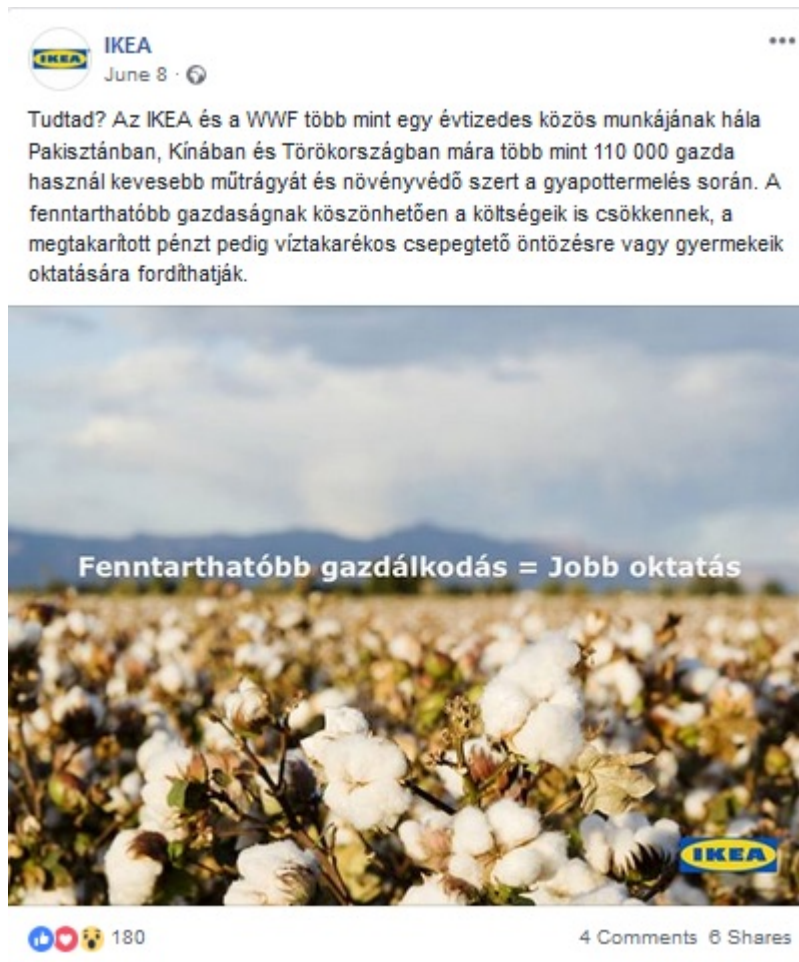 IKEA
IKEA
June 8 ·
Tudtad? Az IKEA és a WWF több mint egy évtizedes közös munkájának hála
Pakisztánban, Kínában és Törökországban mára több mint 110 000 gazda
használ kevesebb műtrágyát és növényvédő szert a gyapottermelés során. A
fenntarthatóbb gazdaságnak köszönhetően a költségeik is csökkennek, a
megtakarított pénzt pedig víztakarékos csepegtető öntözésre vagy gyermekeik
oktatására fordíthatják.
Fenntarthatóbb gazdálkodás = Jobb oktatás
IKEA
180
4 Comments 6 Shares